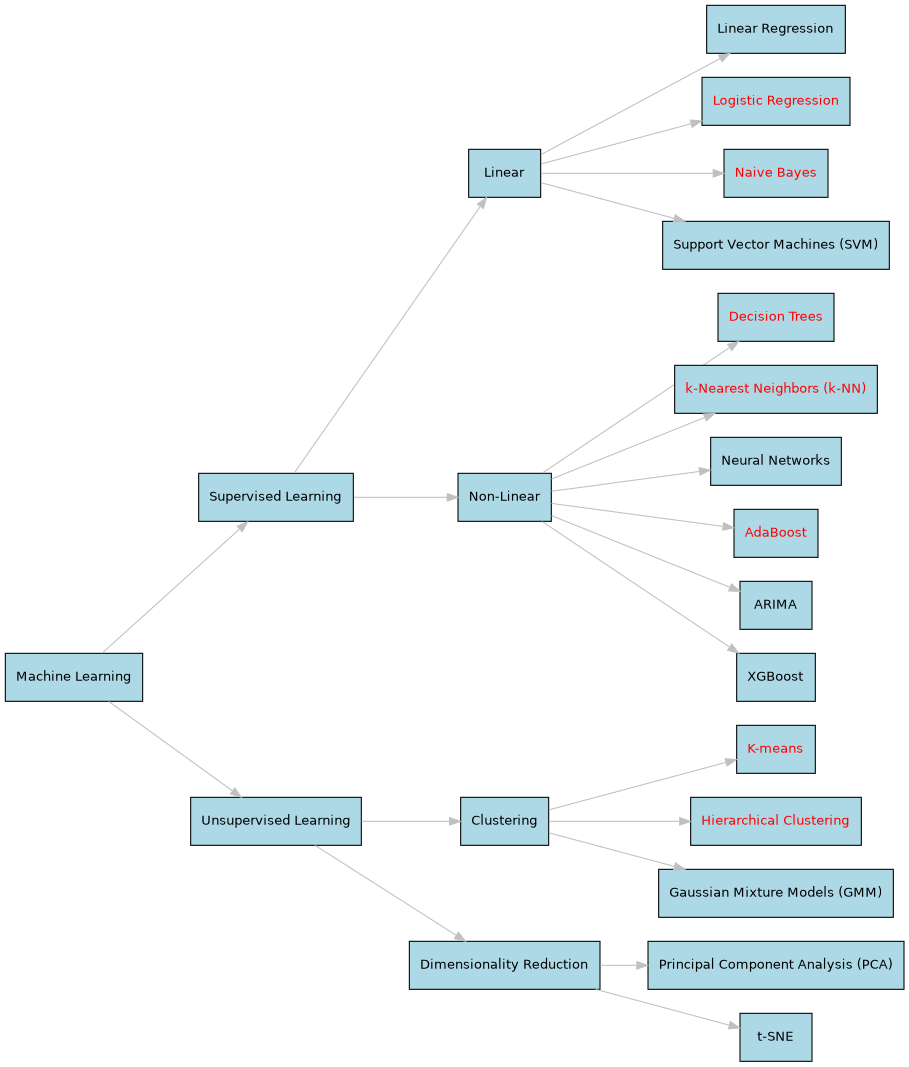 Linear Regression
Logistic Regression
Linear
Naive Bayes
Support Vector Machines (SVM)
Decision Trees
k-Nearest Neighbors (k-NN)
Neural Networks
Supervised Learning
Non-Linear
AdaBoost
ARIMA
Machine Learning
XGBoost
K-means
Unsupervised Learning
Clustering
Hierarchical Clustering
Gaussian Mixture Models (GMM)
Dimensionality Reduction
Principal Component Analysis (PCA)
t-SNE